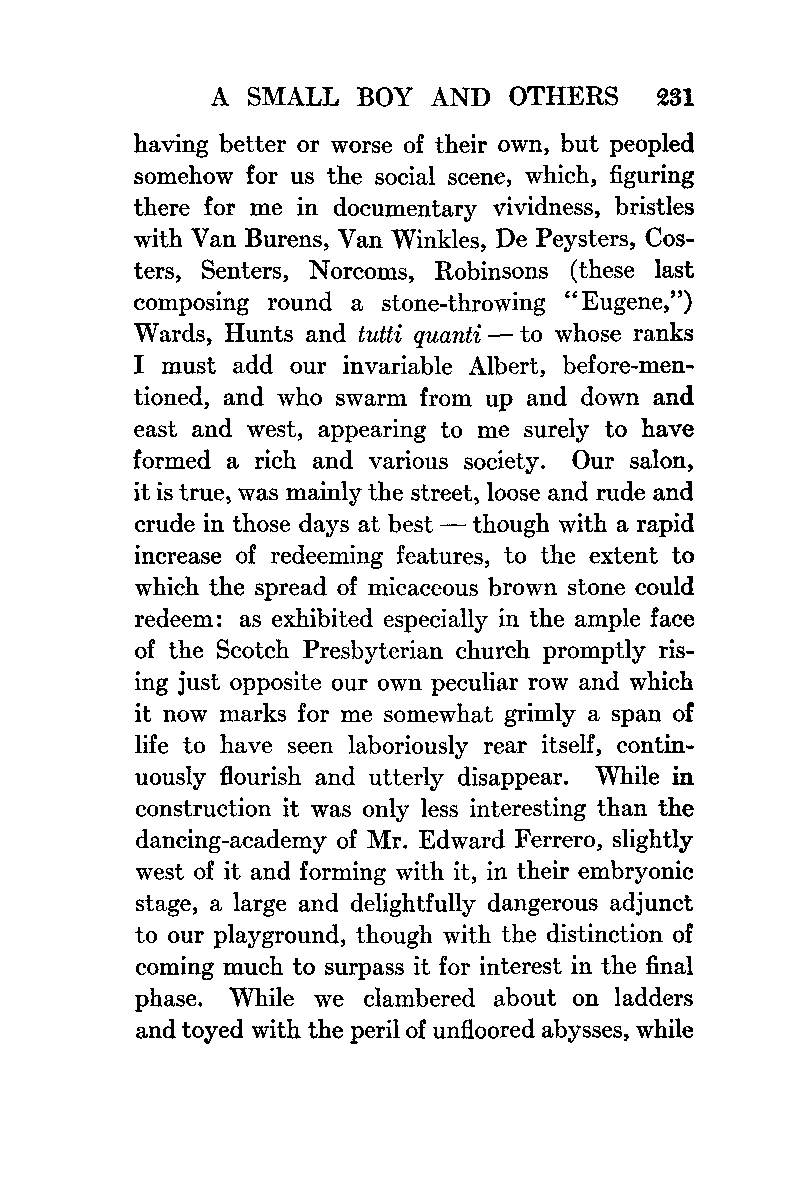 A SMALL BOY AND OTHERS 231
having better or worse of their own, but peopled
somehow for us the social scene, which, figuring
there for me in documentary vividness, bristles
with Van Burens, Van Winkles, De Peysters, Cos-
ters, Senters, Norcoms, Robinsons (these last
composing round a stone-throwing “Eugene,”)
Wards, Hunts and tutti quanti — to whose ranks
I must add our invariable Albert, before-men-
tioned, and who swarm from up and down and
east and west, appearing to me surely to have
formed a rich and various society. Our salon,
it is true, was mainly the street, loose and rude and
crude in those days at best — though with a rapid
increase of redeeming features, to the extent to
which the spread of micaceous brown stone could
redeem: as exhibited especially in the ample face
of the Scotch Presbyterian church promptly ris-
ing just opposite our own peculiar row and which
it now marks for me somewhat grimly a span of
life to have seen laboriously rear itself, contin-
uously flourish and utterly disappear. While in
construction it was only less interesting than the
dancing-academy of Mr. Edward Ferrero, slightly
west of it and forming with it, in their embryonic
stage, a large and delightfully dangerous adjunct
to our playground, though with the distinction of
coming much to surpass it for interest in the final
phase. While we clambered about on ladders
and toyed with the peril of unfloored abysses, while